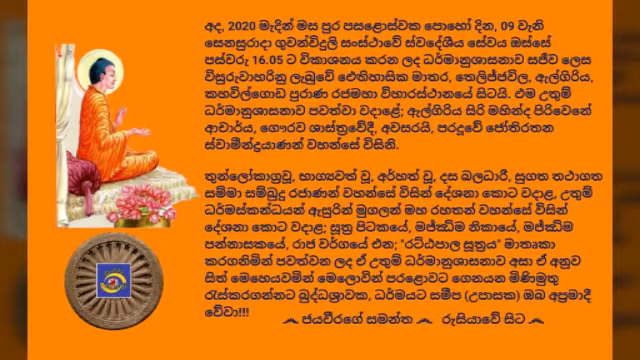 අද, 2020 මැදින් මස පුර පසළොස්වක පොහෝ දින, 09 වැනි
සෙනසුරාදා ගුවන්විදුලි සංස්ථාවේ ස්වදේශීය සේවය ඔස්සේ
පස්වරු 16.05 ට විකාශනය කරන ලද ධර්මානුශාසනාව සජීව ලෙස
විසුරුවාහරිනු ලැබුවේ ඓතිහාසික මාතර, තෙලිජ්ජවිල, ඇල්ගිරිය,
කහවිල්ගොඩ පුරාණ රජමහා විහාරස්ථානයේ සිටයි. එම උතුම්
ධර්මානුශාසනාව පවත්වා වදාළේ; ඇල්ගිරිය සිරි මහින්ද පිරිවෙනේ
ආචාර්ය, ගෞරව ශාස්ත්‍රවේදී, අවසරයි, පරදූවේ ජෝතිරතන
ස්වාමීන්ද්‍රයාණන් වහන්සේ විසිනි.
තුන්ලෝකාග්‍රවූ, භාග්‍යවත් වූ, අර්හත් වූ, දස බලධාරී, සුගත තථාගත
සම්මා සම්බුදු රජාණන් වහන්සේ විසින් දේශනා කොට වදාළ, උතුම්
ධර්මස්කන්ධයන් ඇසුරින් මුගලන් මහ රහතන් වහන්සේ විසින්
දේශනා කොට වදාළ; සූත්‍ර පිටකයේ, මජ්ඣිම නිකායේ, මජ්ඣිම
පන්නාසකයේ, රාජ වර්ගයේ එන; "රට්ඨපාල සූත්‍රය" මාතෘකා
කරගනිමින් පවත්වන ලද ඒ උතුම් ධර්මානුශාසනාව අසා ඒ අනුව
සිත් මෙහෙයවමින් මෙලොවින් පරළොවට ගෙනයන මිණිමුතු
රැස්කරගන්නට බුද්ධශ්‍රාවක, ධර්මයට සමීප (උපාසක) ඔබ අප්‍රමාදී
වේවා!!!
ජයවීරගේ සමන්ත රුසියාවේ සිට